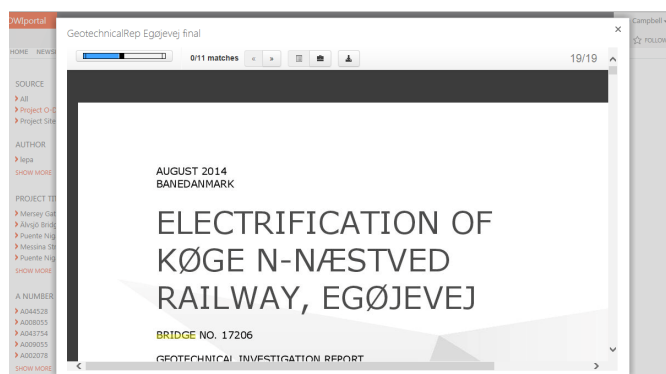 OWIportal
Campbell
GeotechnicalRep Egøjevej final
×
FOLLOW
HOME NEWS
0/11 matches « »
19/19
SOURCE
All
Project O-D
Project Site
AUTHOR
lepa
SHOW MORE
PROJECT TIT
Mersey Gat
Älvsjö Bridg
Puente Nig
Messina Str
Puente Nig
SHOW MORE
A NUMBER
A044528
A008055
A043754
A009055
A002078
SHOW MORE
AUGUST 2014
BANEDANMARK
ELECTRIFICATION OF
KØGE N-NÆSTVED
RAILWAY, EGØJEVEJ
BRIDGE NO. 17206
GEOTECHNICAL INVESTIGATION REPORT